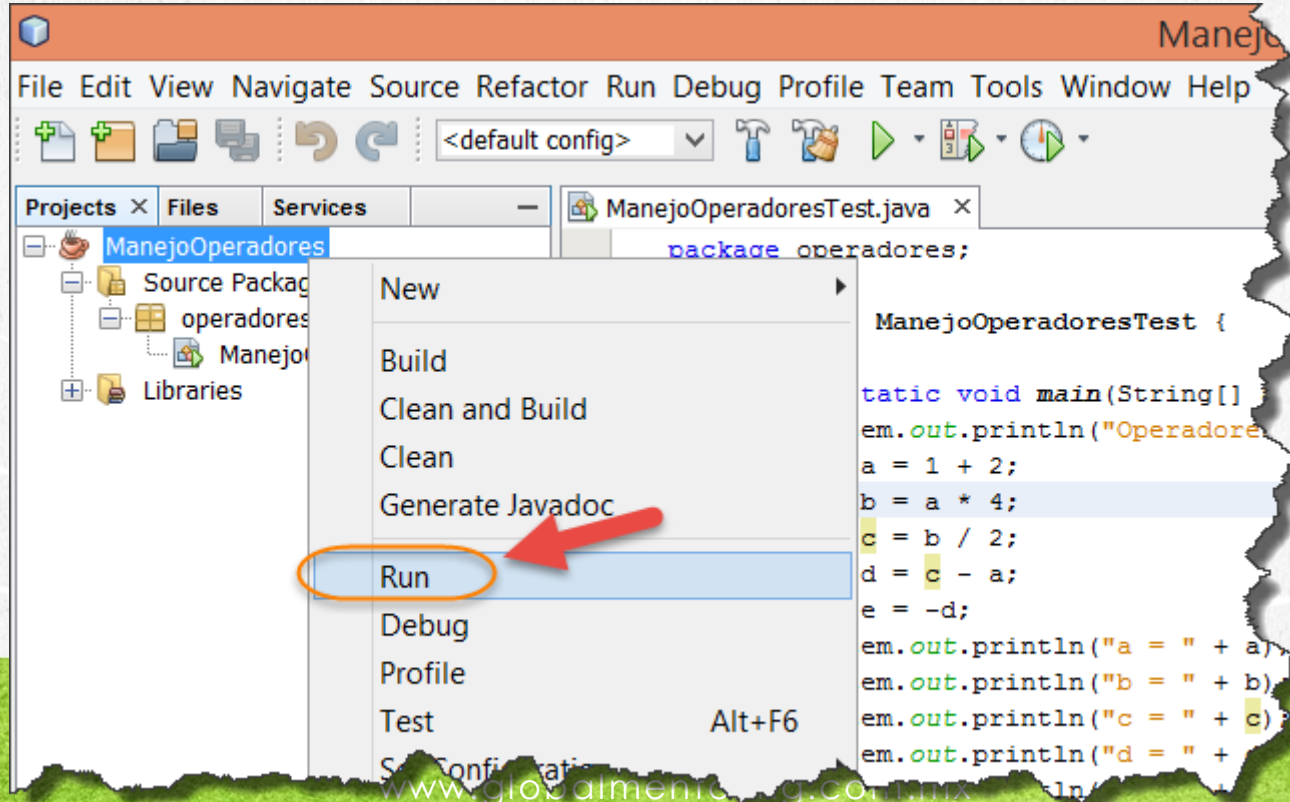 Manejo
File Edit View Navigate Source Refactor Run Debug Profile Team Tools Window Help
<default config>
Projects Files Services
ManejoOperadoresTest.java
ManejoOperadores
Source Packag
operadores
Manejo
Libraries
New
Build
Clean and Build
Clean
Generate Javadoc
Run
Debug
Profile
Test Alt+F6
package operadores;
ManejoOperadoresTest {
tatic void main(String[]
em.out.println("Operadore
a = 1 + 2;
b = a * 4;
c = b / 2;
d = c - a;
e = -d;
em.out.println("a = " + a);
em.out.println("b = " + b)
em.out.println("c = " + c)
em.out.println("d = " +